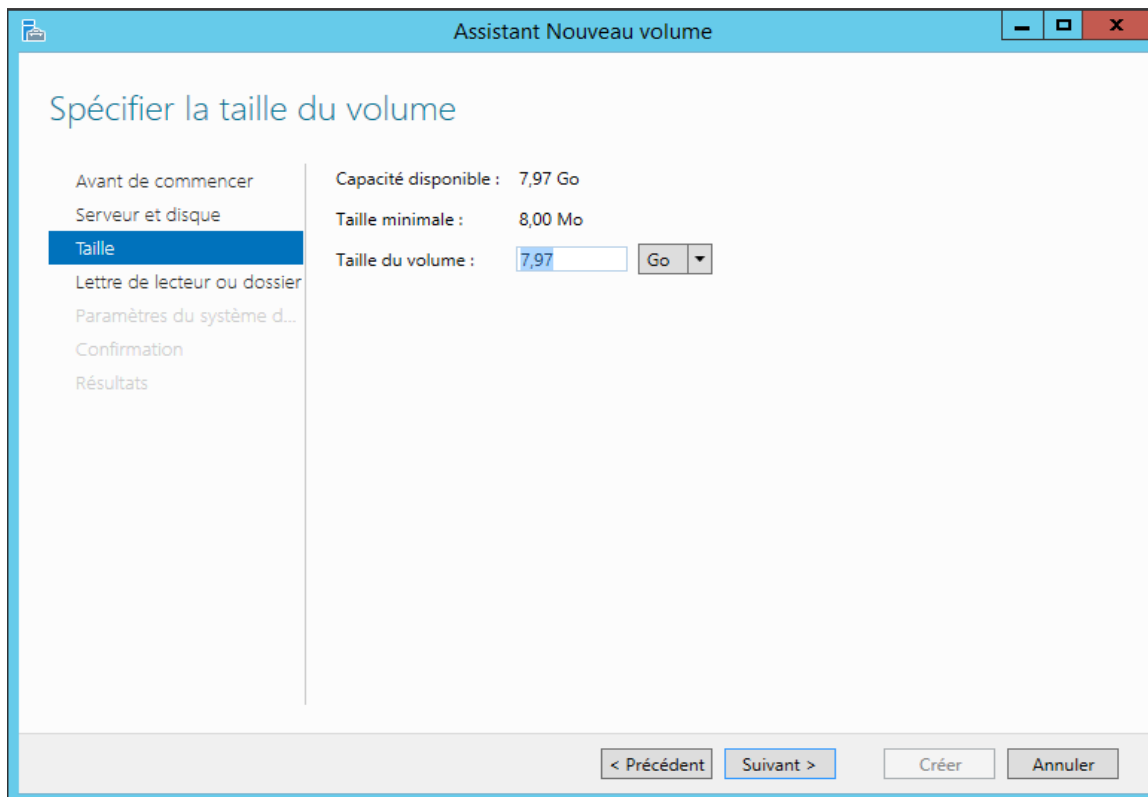 Assistant Nouveau volume
Spécifier la taille du volume
Avant de commencer
Serveur et disque
Taille
Lettre de lecteur ou dossier
Paramètres du système d...
Confirmation
Résultats
Capacité disponible : 7,97 Go
Taille minimale : 8,00 Mo
Taille du volume : 7,97 Go
< Précédent Suivant > Créer Annuler